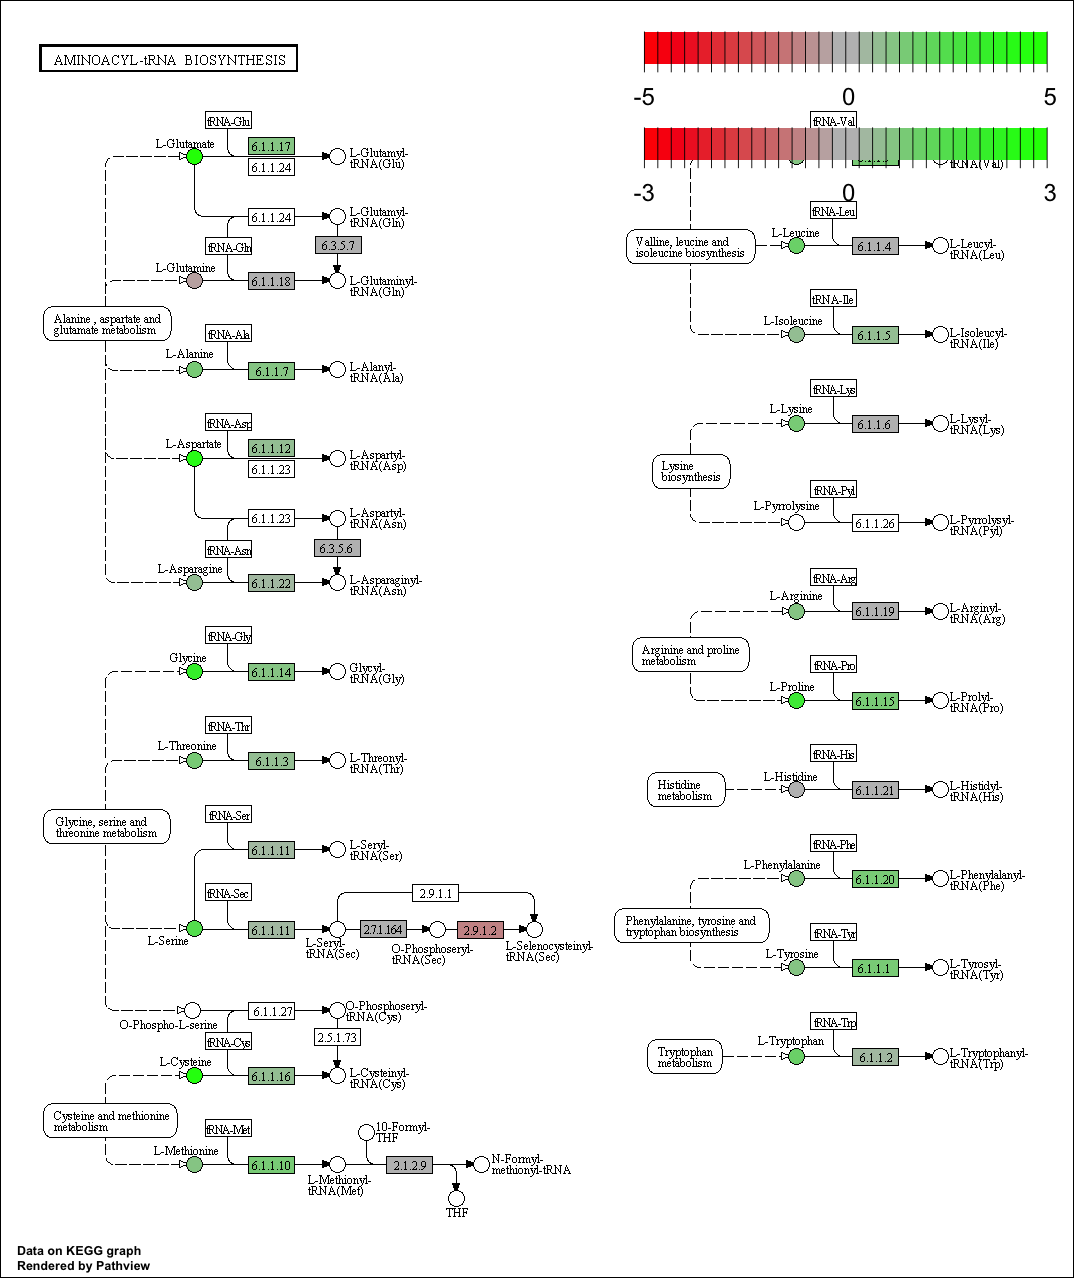 AMINOACYL-tRNA BIOSYNTHESIS
-5
0
5
-3
0
3
tRNA-Glu
L-Glutamate
6.1.1.17
6.1.1.24
L-Glutamyl-
tRNA(Glu)
6.1.1.24
L-Glutamyl-
tRNA(Gln)
tRNA-Gln
6.3.5.7
L-Glutamine
6.1.1.18
L-Glutaminyl-
tRNA(Gln)
Alanine , aspartate and
glutamate metabolism
tRNA-Ala
L-Alanine
6.1.1.7
L-Alanyl-
tRNA(Ala)
tRNA-Asp
L-Aspartate
6.1.1.12
6.1.1.23
L-Aspartyl-
tRNA(Asp)
6.1.1.23
L-Aspartyl-
tRNA(Asn)
tRNA-Asn
6.3.5.6
L-Asparagine
6.1.1.22
L-Asparaginyl-
tRNA(Asn)
tRNA-Gly
Glycine
6.1.1.14
Glycyl-
tRNA(Gly)
tRNA-Thr
L-Threonine
6.1.1.3
L-Threonyl-
tRNA(Thr)
Glycine, serine and
threonine metabolism
tRNA-Ser
6.1.1.11
L-Seryl-
tRNA(Ser)
tRNA-Sec
L-Serine
6.1.1.11
L-Seryl-
tRNA(Sec)
2.9.1.1
2.7.1.164
O-Phosphoseryl-
tRNA(Sec)
2.9.1.2
L-Selenocysteinyl-
tRNA(Sec)
O-Phospho-L-serine
6.1.1.27
O-Phosphoseryl-
tRNA(Cys)
tRNA-Cys
2.5.1.73
L-Cysteine
6.1.1.16
L-Cysteinyl-
tRNA(Cys)
Cysteine and methionine
metabolism
tRNA-Met
L-Methionine
6.1.1.10
L-Methionyl-
tRNA(Met)
10-Formyl-
THF
2.1.2.9
N-Formyl-
methionyl-tRNA
THF
tRNA-Val
tRNA(Val)
tRNA-Leu
Valline, leucine and
isoleucine biosynthesis
L-Leucine
6.1.1.4
L-Leucyl-
tRNA(Leu)
tRNA-Ile
L-Isoleucine
6.1.1.5
L-Isoleucyl-
tRNA(Ile)
tRNA-Lys
L-Lysine
6.1.1.6
L-Lysyl-
tRNA(Lys)
Lysine
biosynthesis
tRNA-Pyl
L-Pyrrolysine
6.1.1.26
L-Pyrrolysyl-
tRNA(Pyl)
tRNA-Arg
L-Arginine
6.1.1.19
L-Arginyl-
tRNA(Arg)
Arginine and proline
metabolism
tRNA-Pro
L-Proline
6.1.1.15
L-Prolyl-
tRNA(Pro)
tRNA-His
Histidine
metabolism
L-Histidine
6.1.1.21
L-Histidyl-
tRNA(His)
tRNA-Phe
L-Phenylalanine
6.1.1.20
L-Phenylalanyl-
tRNA(Phe)
Phenylalanine, tyrosine and
tryptophan biosynthesis
tRNA-Tyr
L-Tyrosine
6.1.1.1
L-Tyrosyl-
tRNA(Tyr)
tRNA-Trp
Tryptophan
metabolism
L-Tryptophan
6.1.1.2
L-Tryptophanyl-
tRNA(Trp)
Data on KEGG graph
Rendered by Pathview